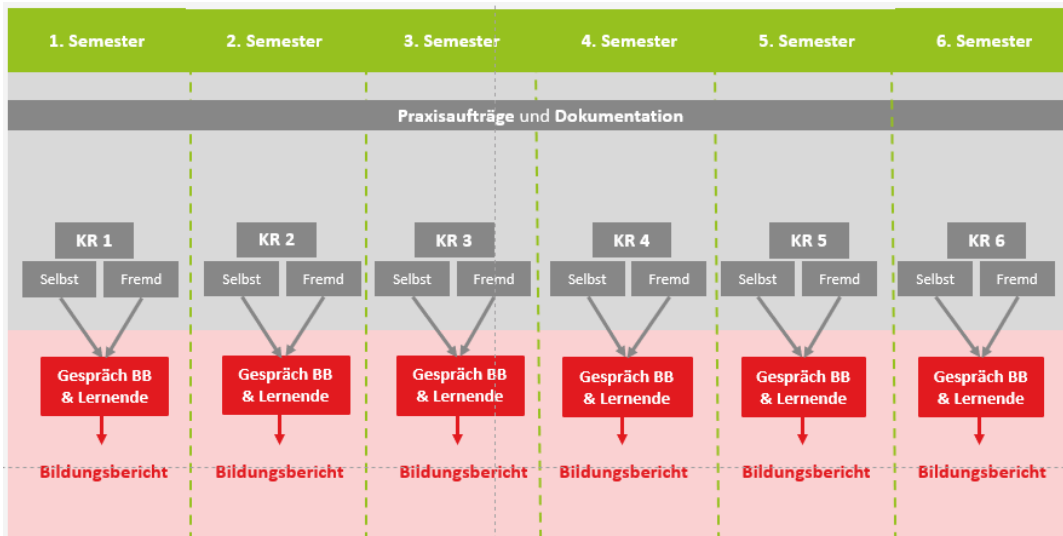 1. Semester
2. Semester
3. Semester
4. Semester
5. Semester
6. Semester
Praxisaufträge und Dokumentation
KR 1
KR 2
KR 3
KR 4
KR 5
KR 6
Selbst
Fremd
Selbst
Fremd
Selbst
Fremd
Selbst
Fremd
Selbst
Fremd
Selbst
Fremd
Gespräch BB
& Lernende
Gespräch BB
& Lernende
Gespräch BB
& Lernende
Gespräch BB
& Lernende
Gespräch BB
& Lernende
Gespräch BB
& Lernende
Bildungsbericht
Bildungsbericht
Bildungsbericht
Bildungsbericht
Bildungsbericht
Bildungsbericht